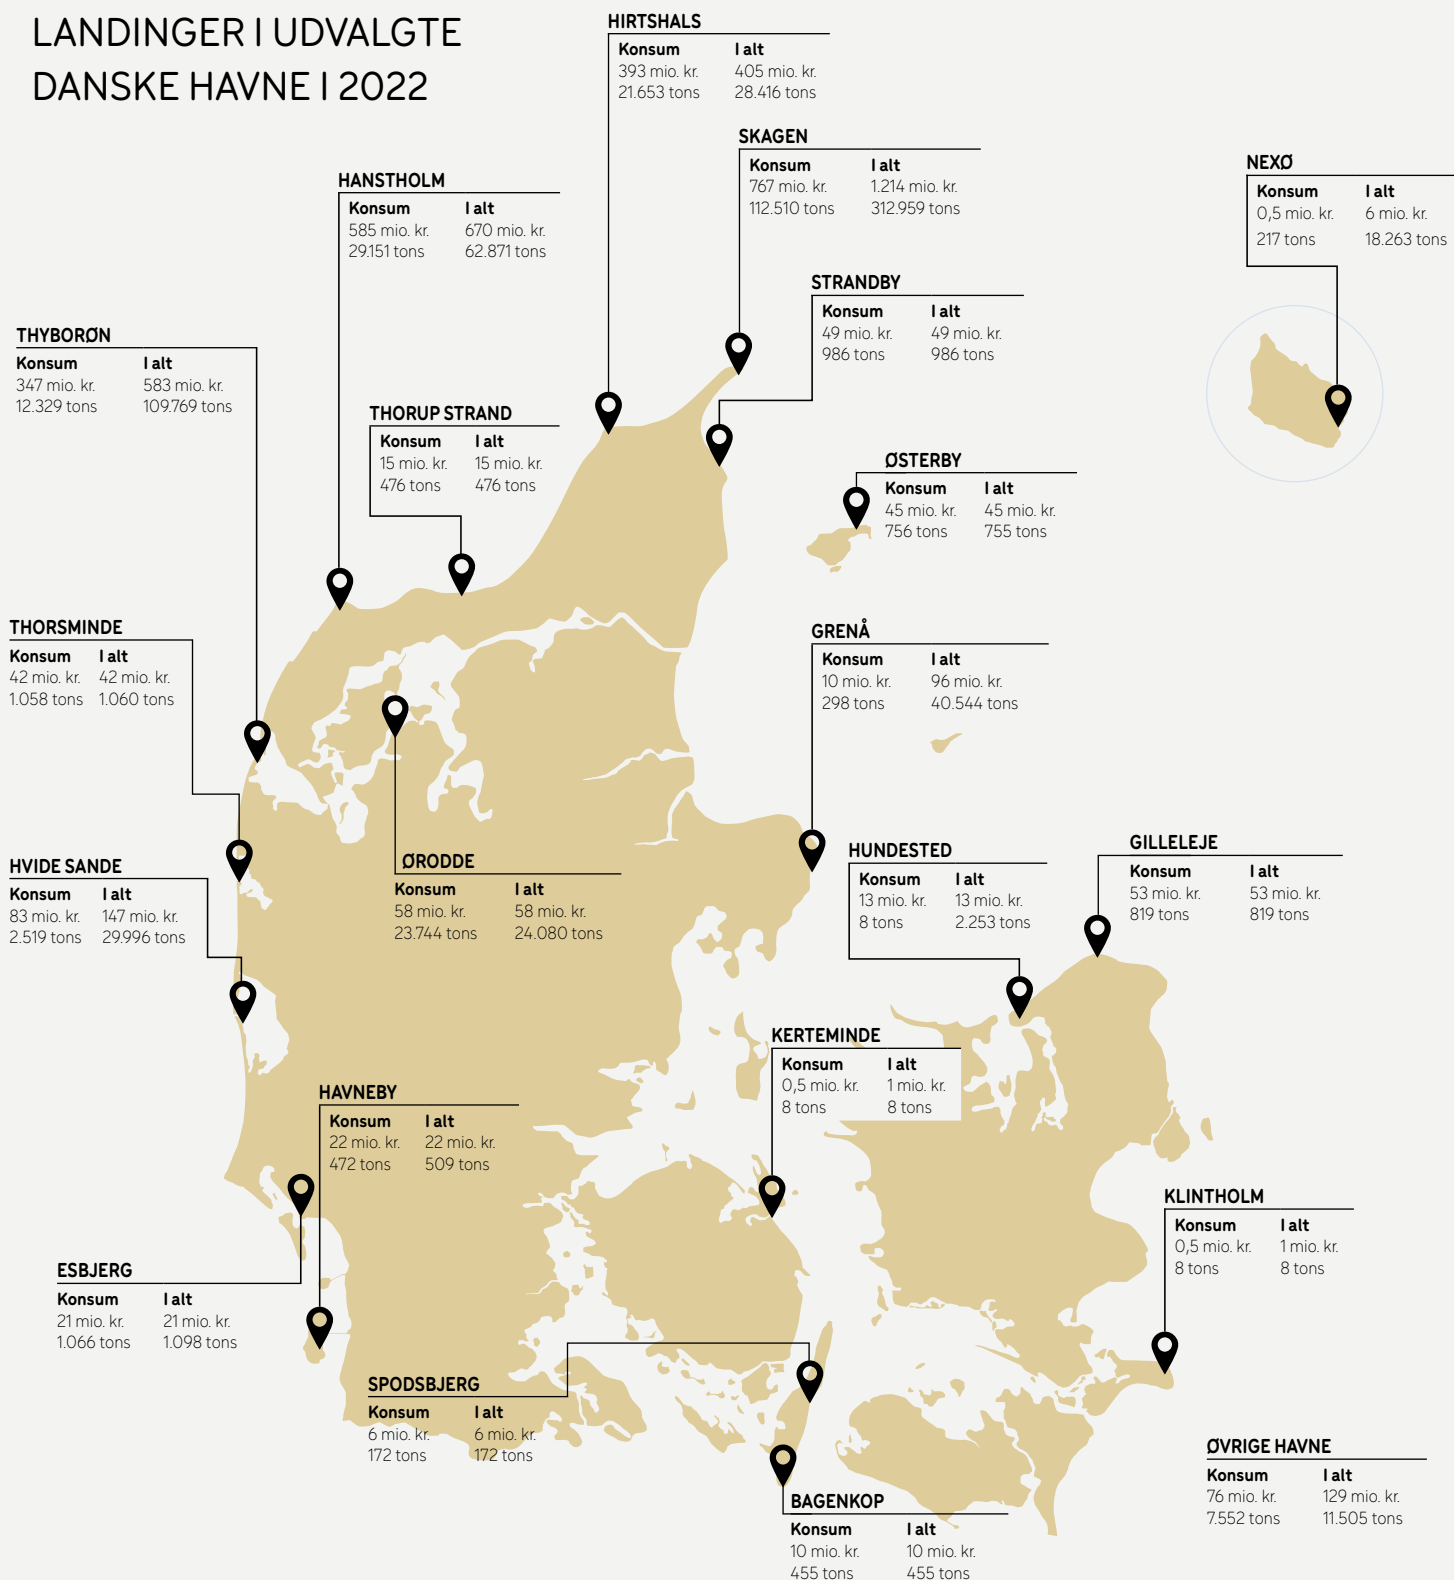 LANDINGER I UDVALGTE
DANSKE HAVNE I 2022
HIRTSHALS
Konsum I alt
393 mio. kr. 405 mio. kr.
21.653 tons 28.416 tons
SKAGEN
Konsum I alt
767 mio. kr. 1.214 mio. kr.
112.510 tons 312.959 tons
NEXØ
Konsum I alt
0,5 mio. kr. 6 mio. kr.
217 tons 18.263 tons
HANSTHOLM
Konsum I alt
585 mio. kr. 670 mio. kr.
29.151 tons 62.871 tons
STRANDBY
Konsum I alt
49 mio. kr. 49 mio. kr.
986 tons 986 tons
THYBORØN
Konsum I alt
347 mio. kr. 583 mio. kr.
12.329 tons 109.769 tons
THORUP STRAND
Konsum I alt
15 mio. kr. 15 mio. kr.
476 tons 476 tons
ØSTERBY
Konsum I alt
45 mio. kr. 45 mio. kr.
756 tons 755 tons
THORSMINDE
Konsum I alt
42 mio. kr. 42 mio. kr.
1.058 tons 1.060 tons
GRENÅ
Konsum I alt
10 mio. kr. 96 mio. kr.
298 tons 40.544 tons
HVIDE SANDE
Konsum I alt
83 mio. kr. 147 mio. kr.
2.519 tons 29.996 tons
ØRODDE
Konsum I alt
58 mio. kr. 58 mio. kr.
23.744 tons 24.080 tons
HUNDESTED
Konsum I alt
13 mio. kr. 13 mio. kr.
8 tons 2.253 tons
GILLELEJE
Konsum I alt
53 mio. kr. 53 mio. kr.
819 tons 819 tons
KERTEMINDE
Konsum I alt
0,5 mio. kr. 1 mio. kr.
8 tons 8 tons
HAVNEBY
Konsum I alt
22 mio. kr. 22 mio. kr.
472 tons 509 tons
KLINTHOLM
Konsum I alt
0,5 mio. kr. 1 mio. kr.
8 tons 8 tons
ESBJERG
Konsum I alt
21 mio. kr. 21 mio. kr.
1.066 tons 1.098 tons
SPODSBJERG
Konsum I alt
6 mio. kr. 6 mio. kr.
172 tons 172 tons
ØVRIGE HAVNE
Konsum I alt
76 mio. kr. 129 mio. kr.
7.552 tons 11.505 tons
BAGENKOP
Konsum I alt
10 mio. kr. 10 mio. kr.
455 tons 455 tons